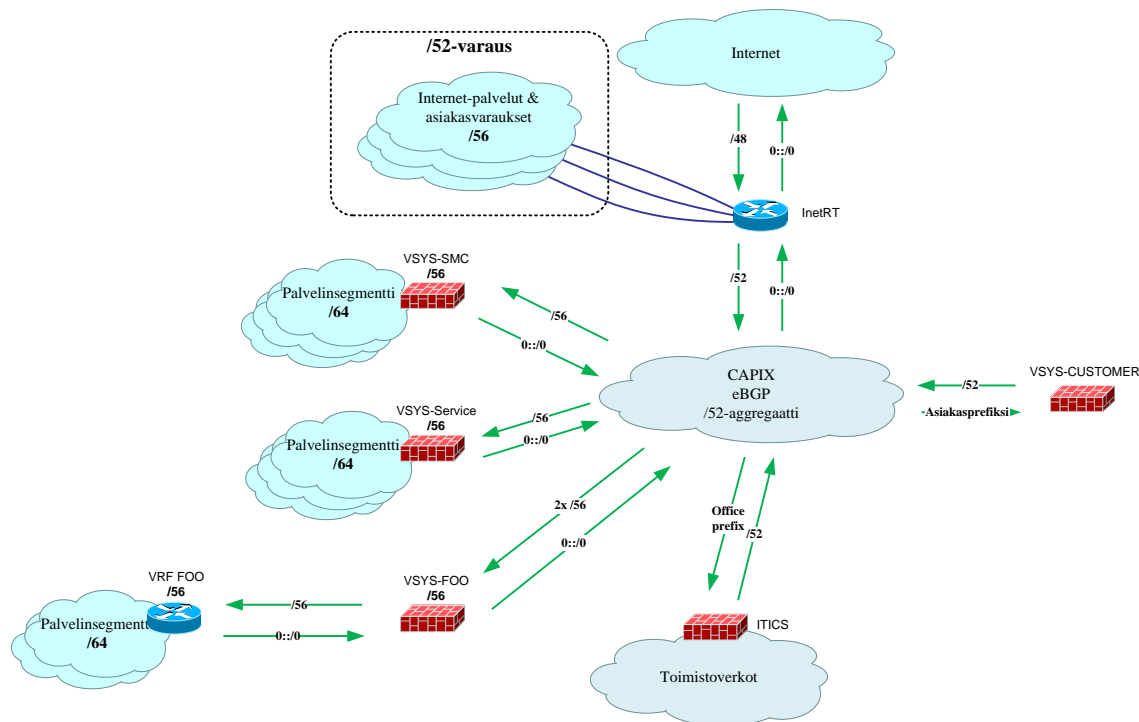 /52-varaus
Internet-palvelut &
asiakasvaraukset
/56
Internet
/48
0::/0
InetRT
/52
0::/0
VSYS-SMC
/56
Palvelinsegmentti
/64
/56
0::/0
CAPIX
eBGP
/52-aggregaatti
VSYS-CUSTOMER
/52
Asiakasprefiksi
VSYS-Service
/56
Palvelinsegmentti
/64
/56
0::/0
2x /56
0::/0
Office
prefix
/52
VRF FOO
/56
Palvelinsegmentti
/64
/56
0::/0
VSYS-FOO
/56
ITICS
Toimistoverkot